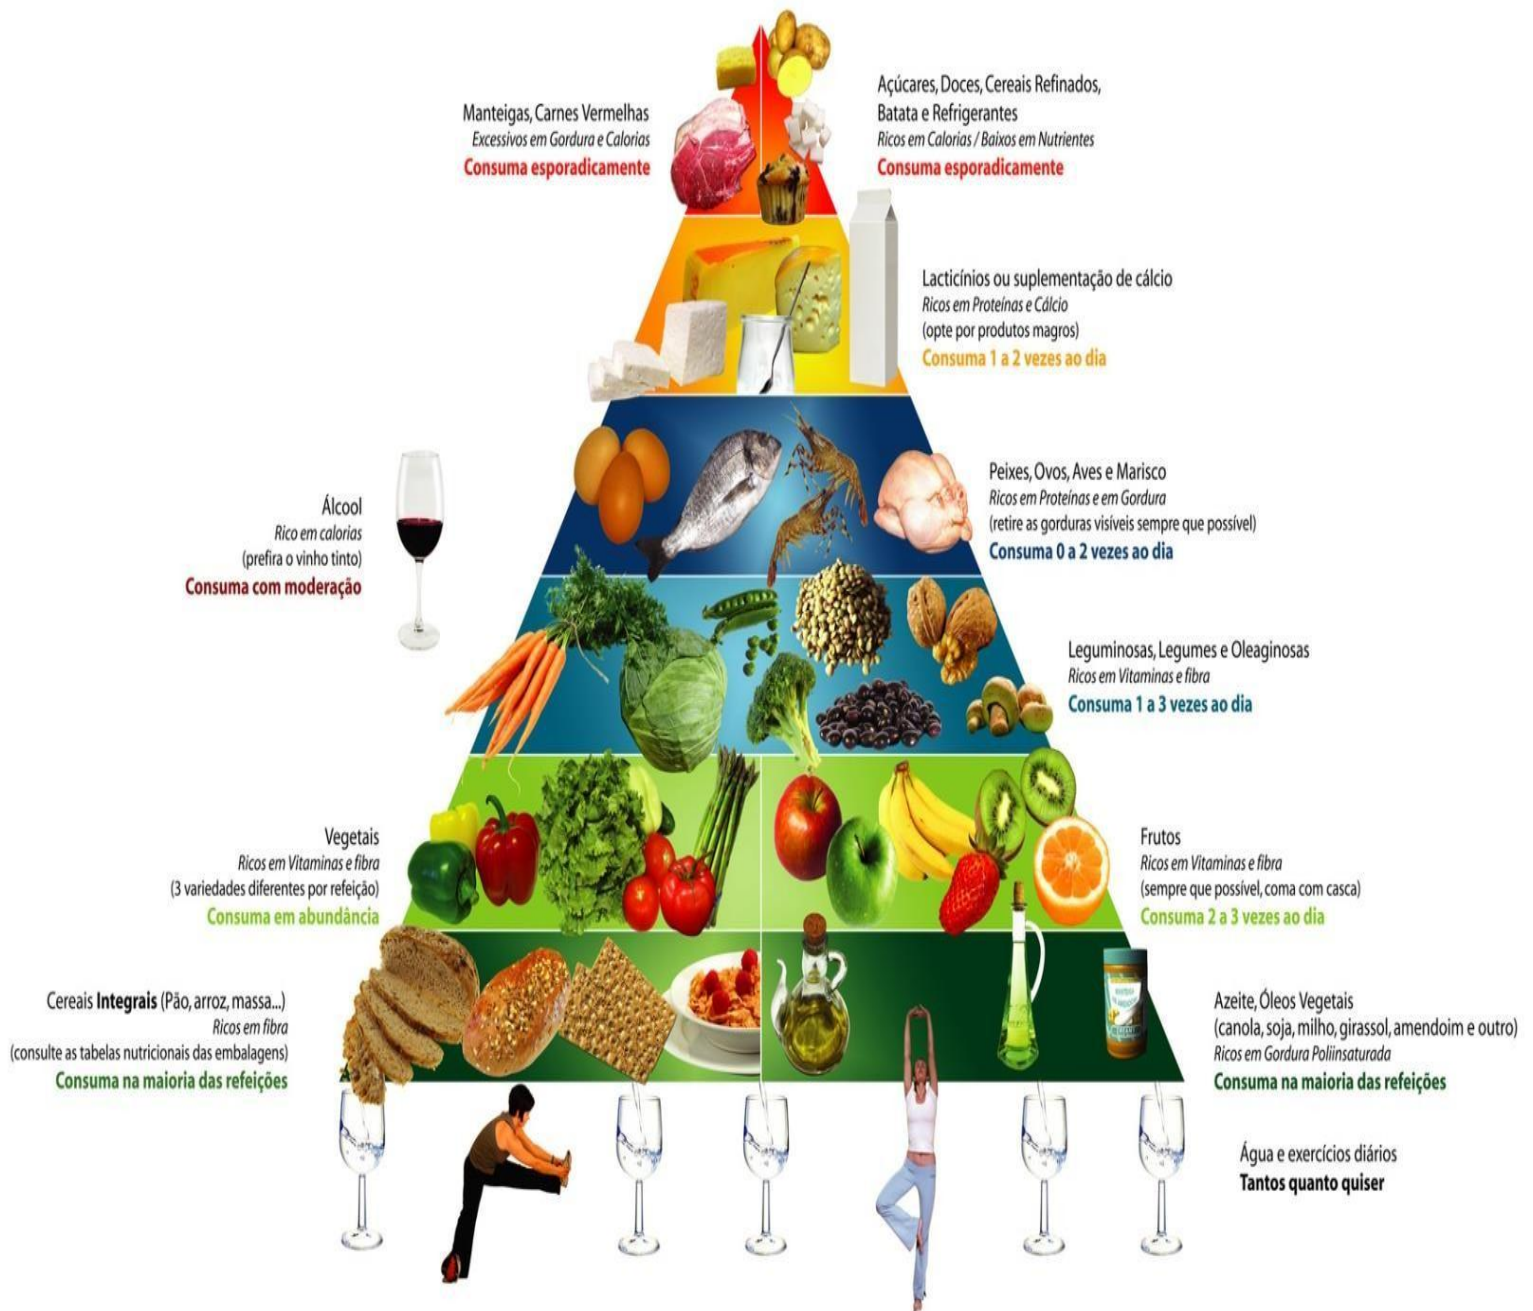 Manteigas, Carnes Vermelhas
Excessivos em Gordura e Calorias
Consuma esporadicamente
Açúcares, Doces, Cereais Refinados,
Batata e Refrigerantes
Ricos em Calorias / Baixos em Nutrientes
Consuma esporadicamente
Lacticínios ou suplementação de cálcio
Ricos em Proteínas e Cálcio
(opte por produtos magros)
Consuma 1 a 2 vezes ao dia
Peixes, Ovos, Aves e Marisco
Ricos em Proteínas e em Gordura
(retire as gorduras visíveis sempre que possível)
Consuma 0 a 2 vezes ao dia
Álcool
Rico em calorias
(prefira o vinho tinto)
Consuma com moderação
Leguminosas, Legumes e Oleaginosas
Ricos em Vitaminas e fibra
Consuma 1 a 3 vezes ao dia
Vegetais
Ricos em Vitaminas e fibra
(3 variedades diferentes por refeição)
Consuma em abundância
Frutos
Ricos em Vitaminas e fibra
(sempre que possível, coma com casca)
Consuma 2 a 3 vezes ao dia
Cereais Integrais (Pão, arroz, massa...)
Ricos em fibra
(consulte as tabelas nutricionais das embalagens)
Consuma na maioria das refeições
Azeite, Óleos Vegetais
(canola, soja, milho, girassol, amendoim e outro)
Ricos em Gordura Poliinsaturada
Consuma na maioria das refeições
Água e exercícios diários
Tantos quanto quiser